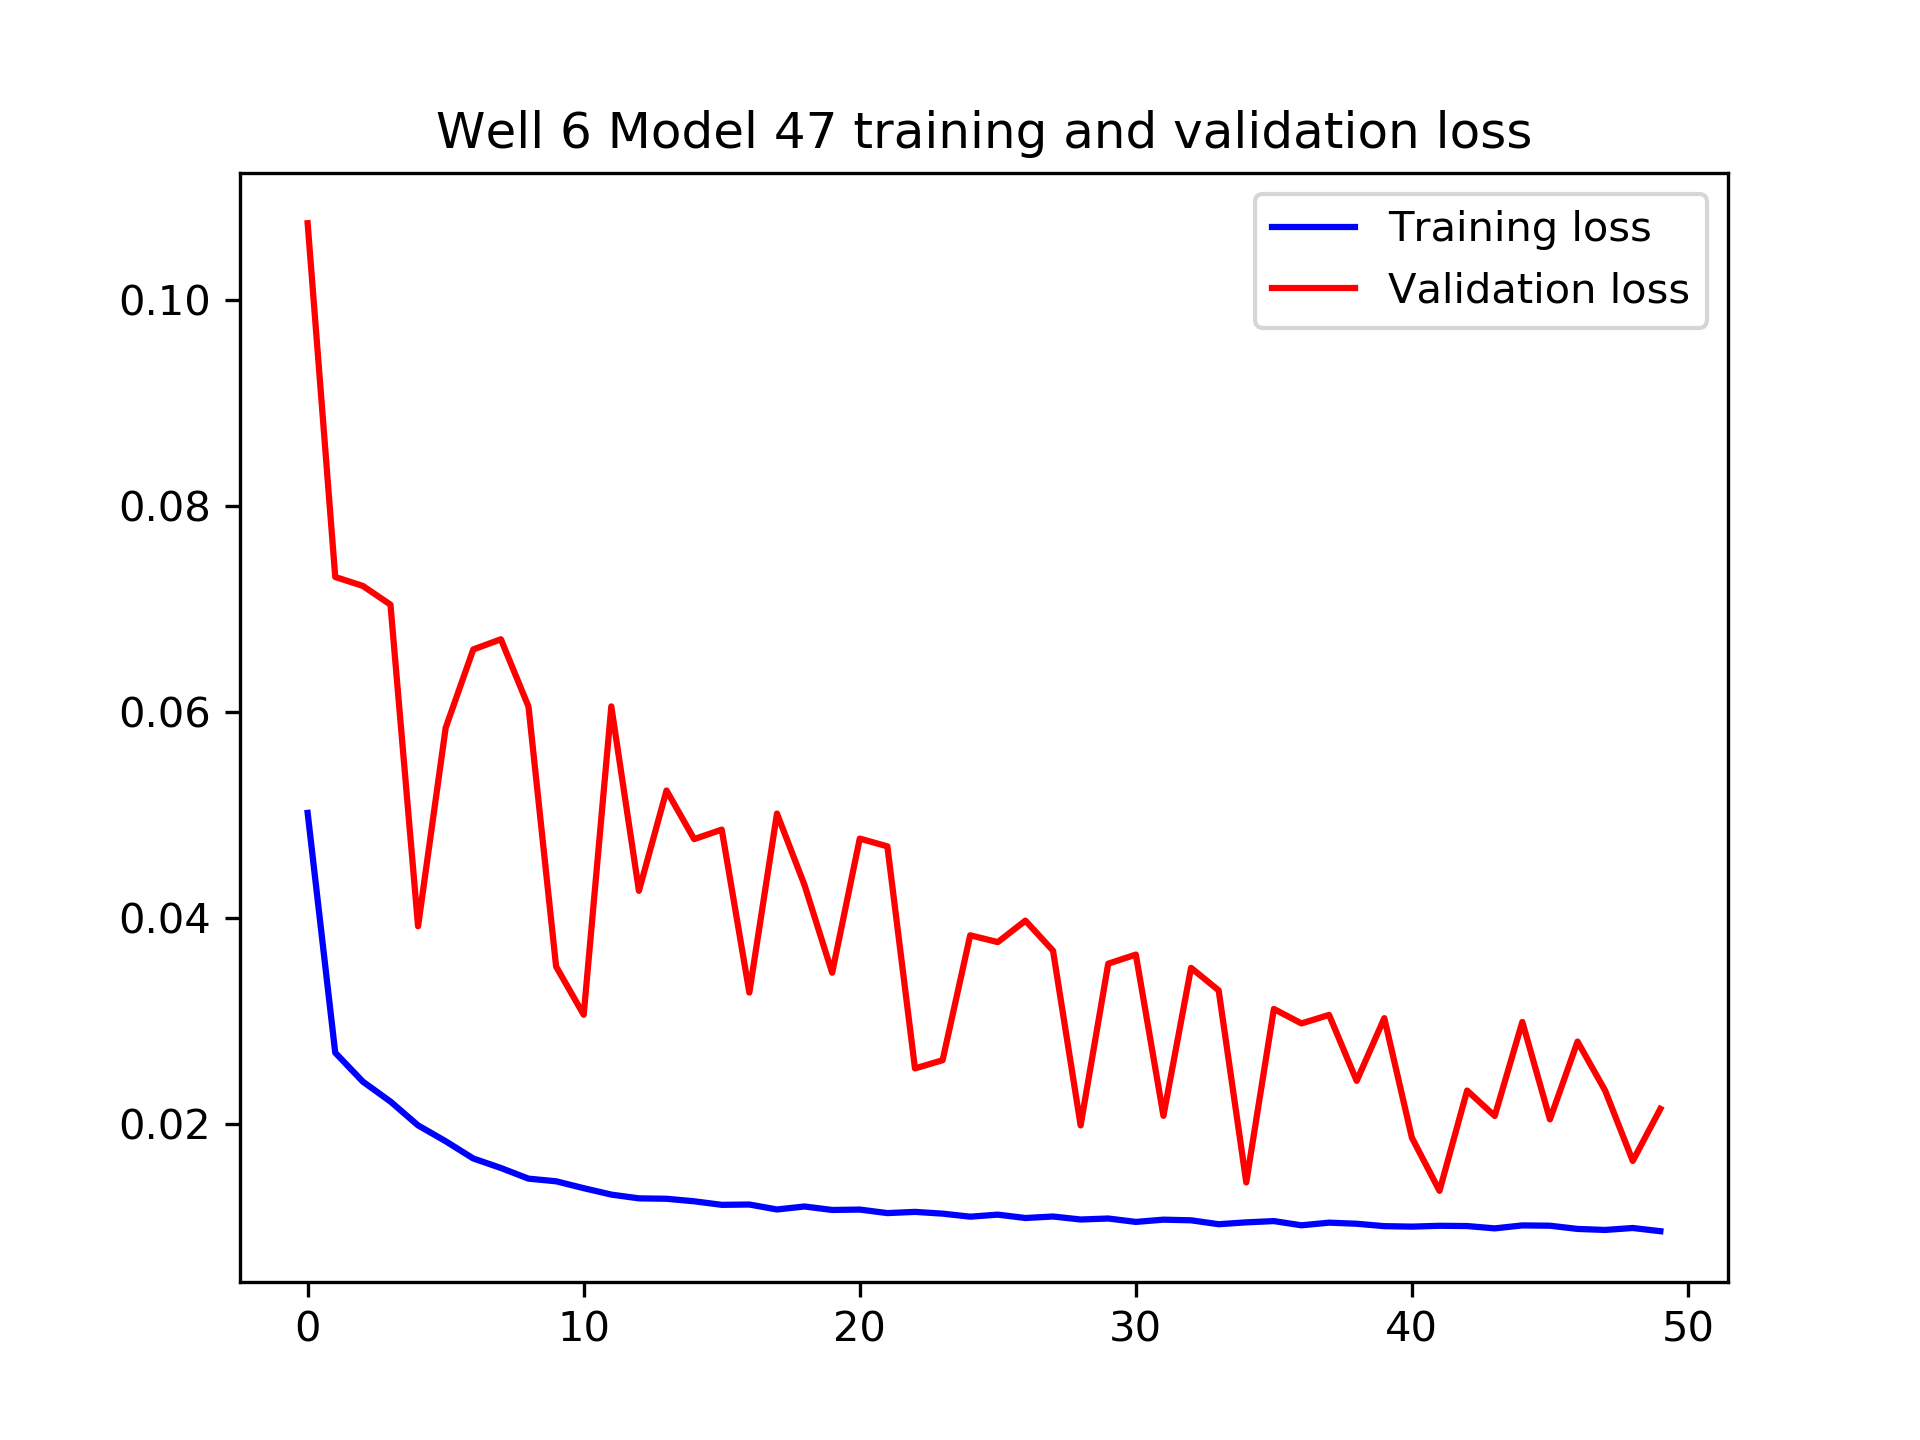 Well 6 Model 47 training and validation loss
Training loss
Validation loss
0.10
0.08
0.06
0.04
0.02
0 10 20 30 40 50